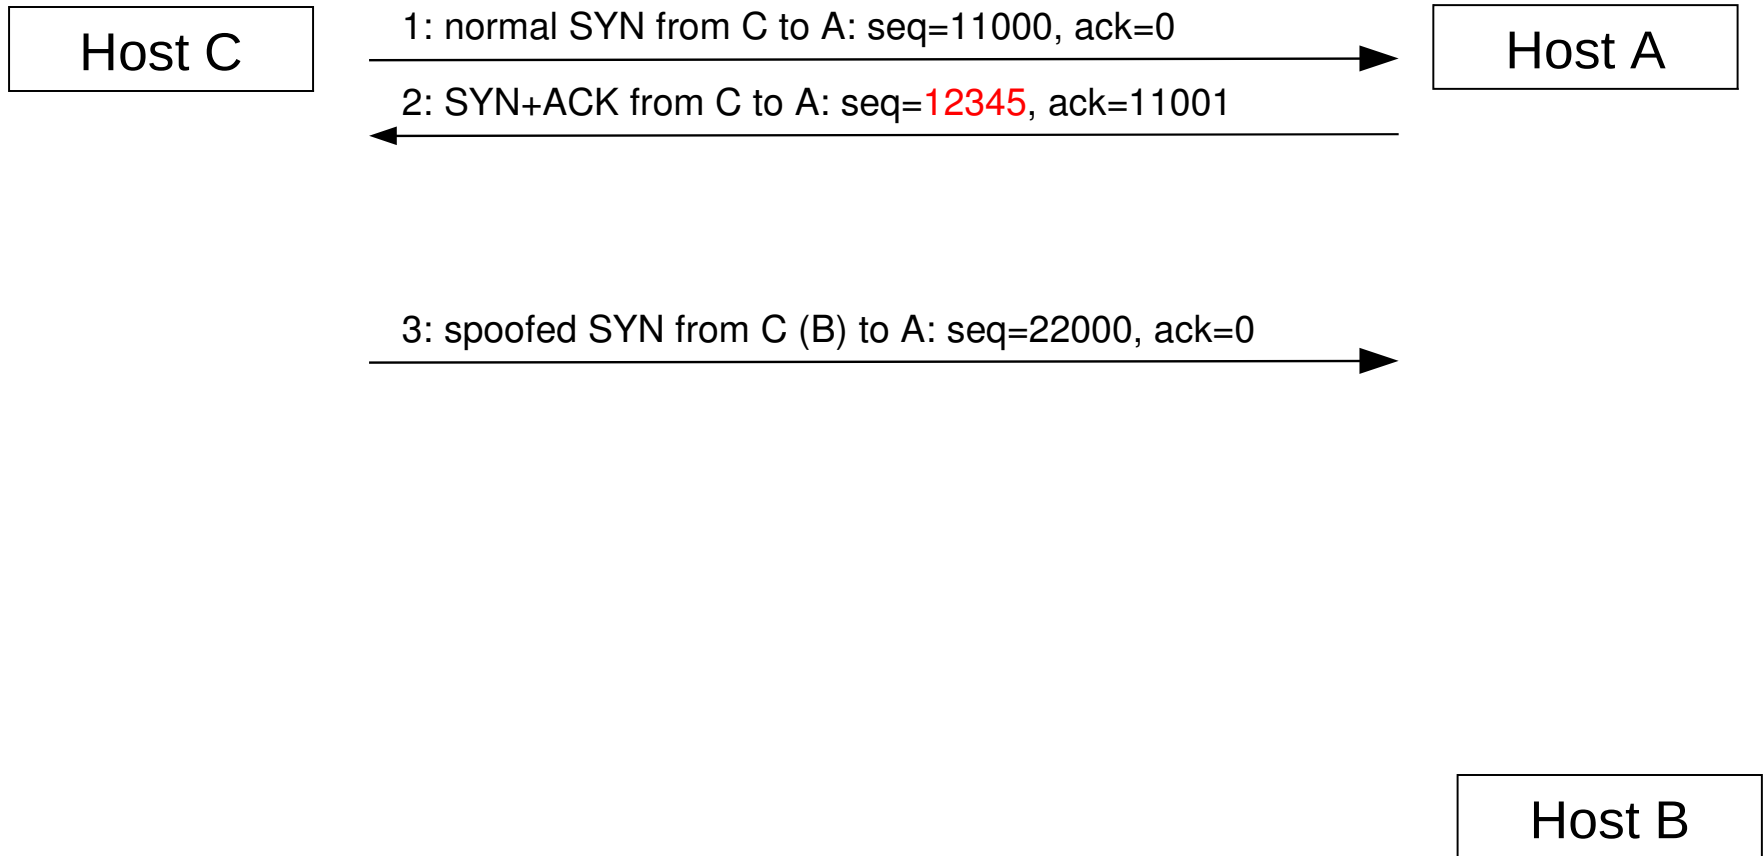 Host C
1: normal SYN from C to A: seq=11000, ack=0
Host A
2: SYN+ACK from C to A: seq=12345, ack=11001
3: spoofed SYN from C (B) to A: seq=22000, ack=0
Host B